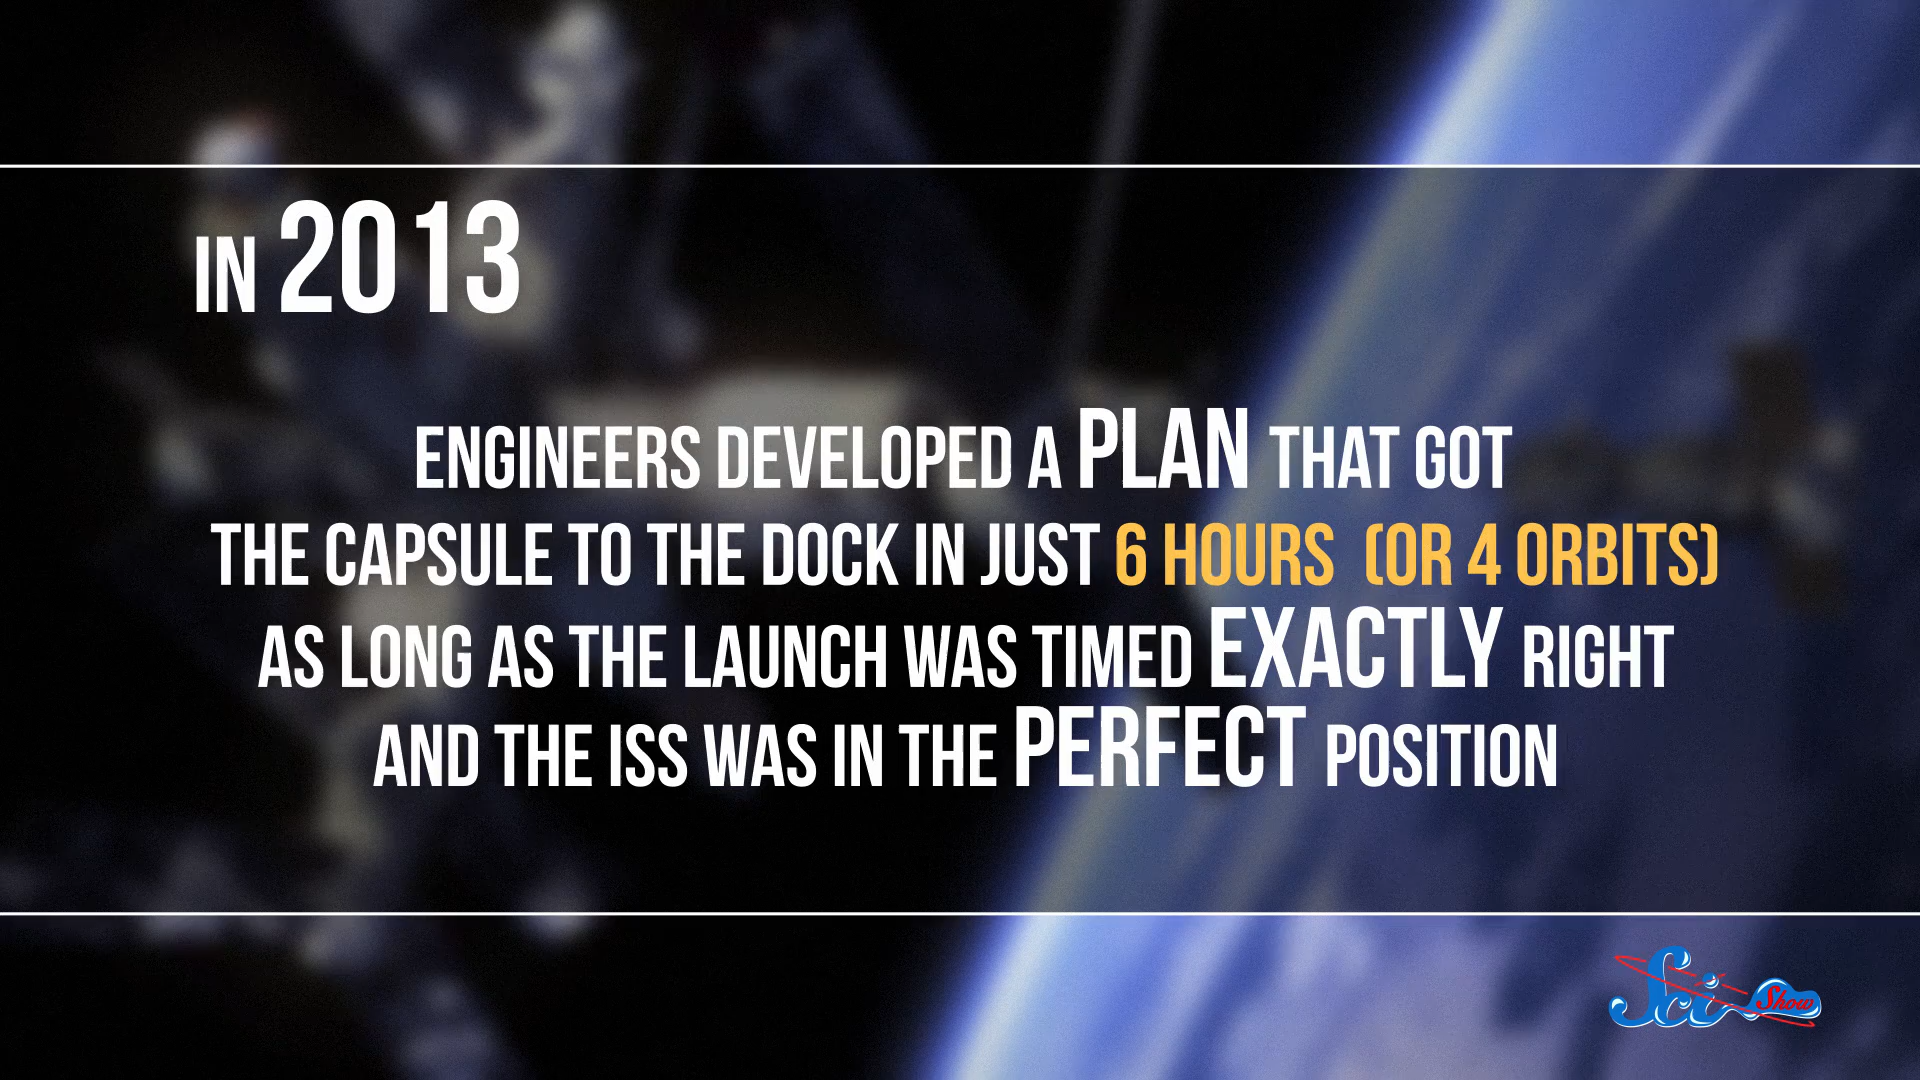 IN 2013
ENGINEERS DEVELOPED A PLAN THAT GOT
THE CAPSULE TO THE DOCK IN JUST 6 HOURS (OR 4 ORBITS)
AS LONG AS THE LAUNCH WAS TIMED EXACTLY RIGHT
AND THE ISS WAS IN THE PERFECT POSITION
Sci Show